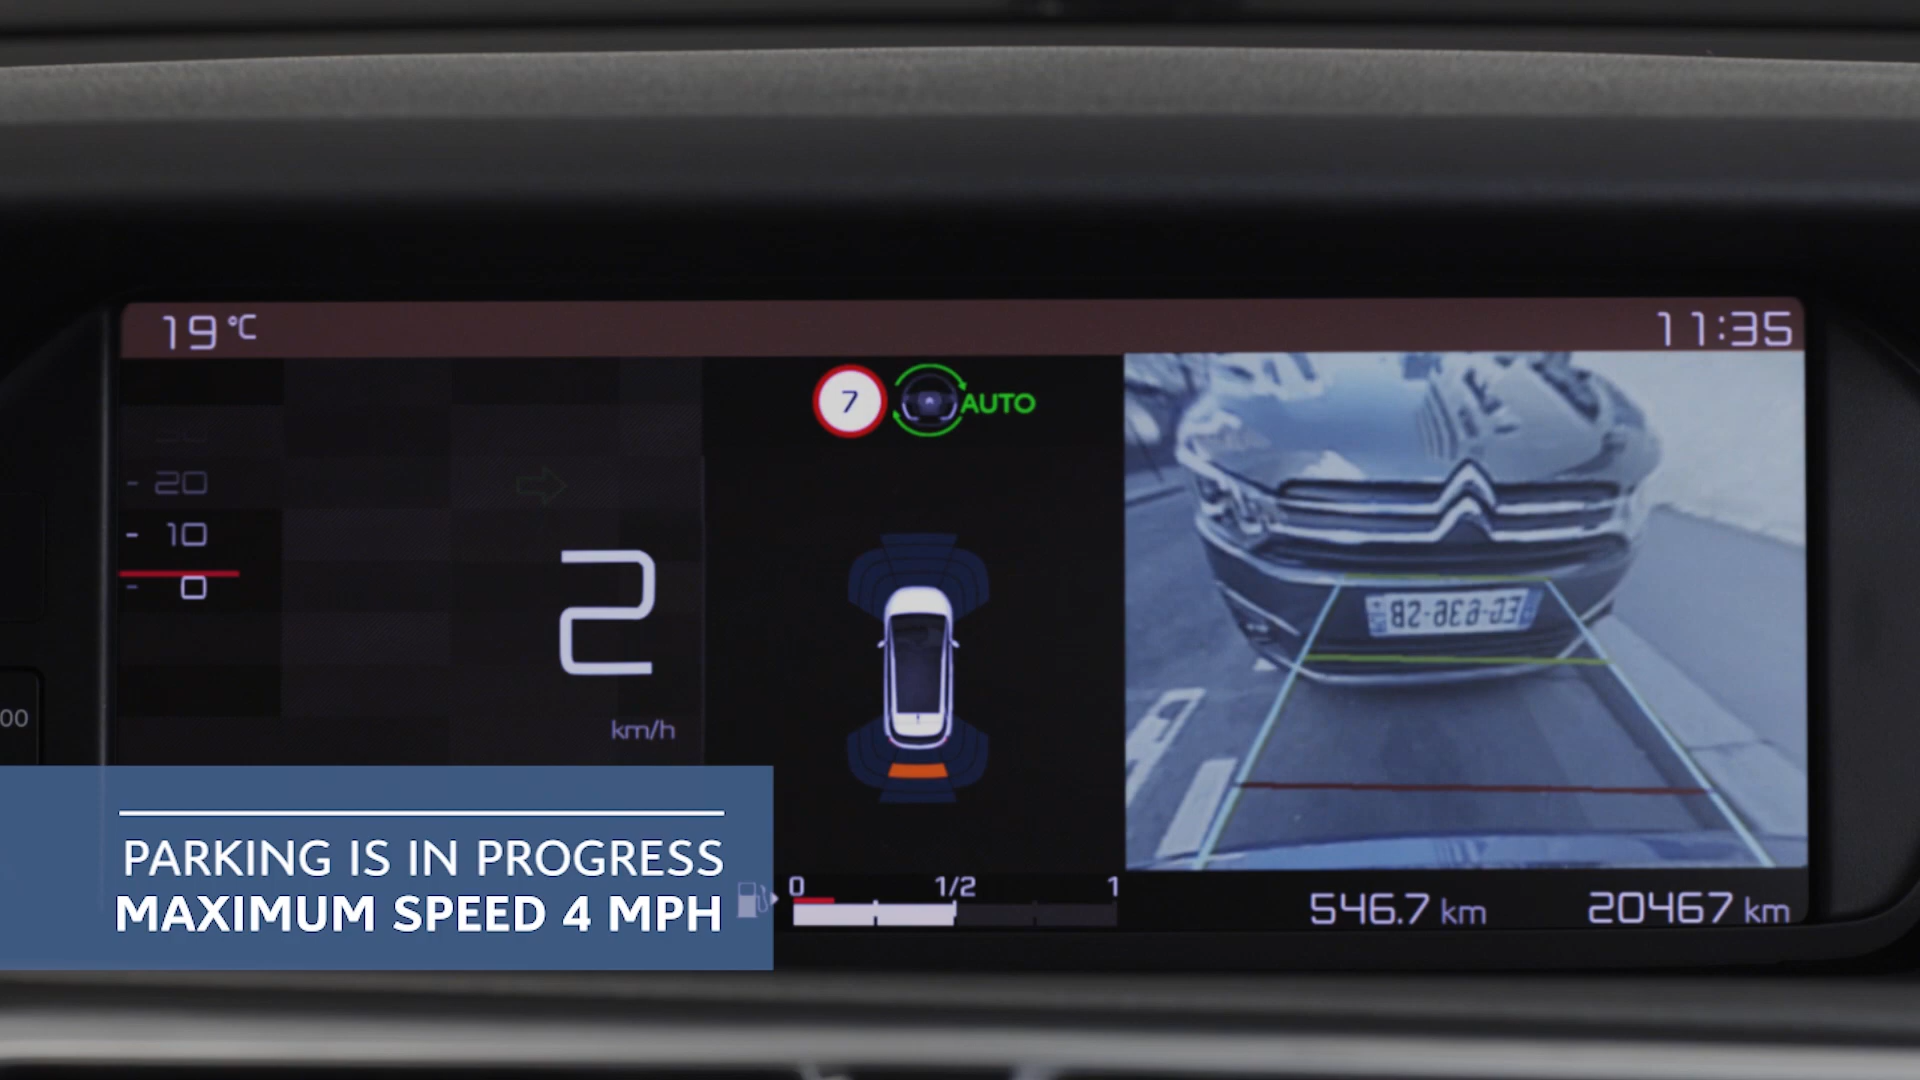 19 °C
11:35
7
AUTO
20
10
0
2
km/h
00
PARKING IS IN PROGRESS
MAXIMUM SPEED 4 MPH
0 1/2 1
546.7 km
20467 km